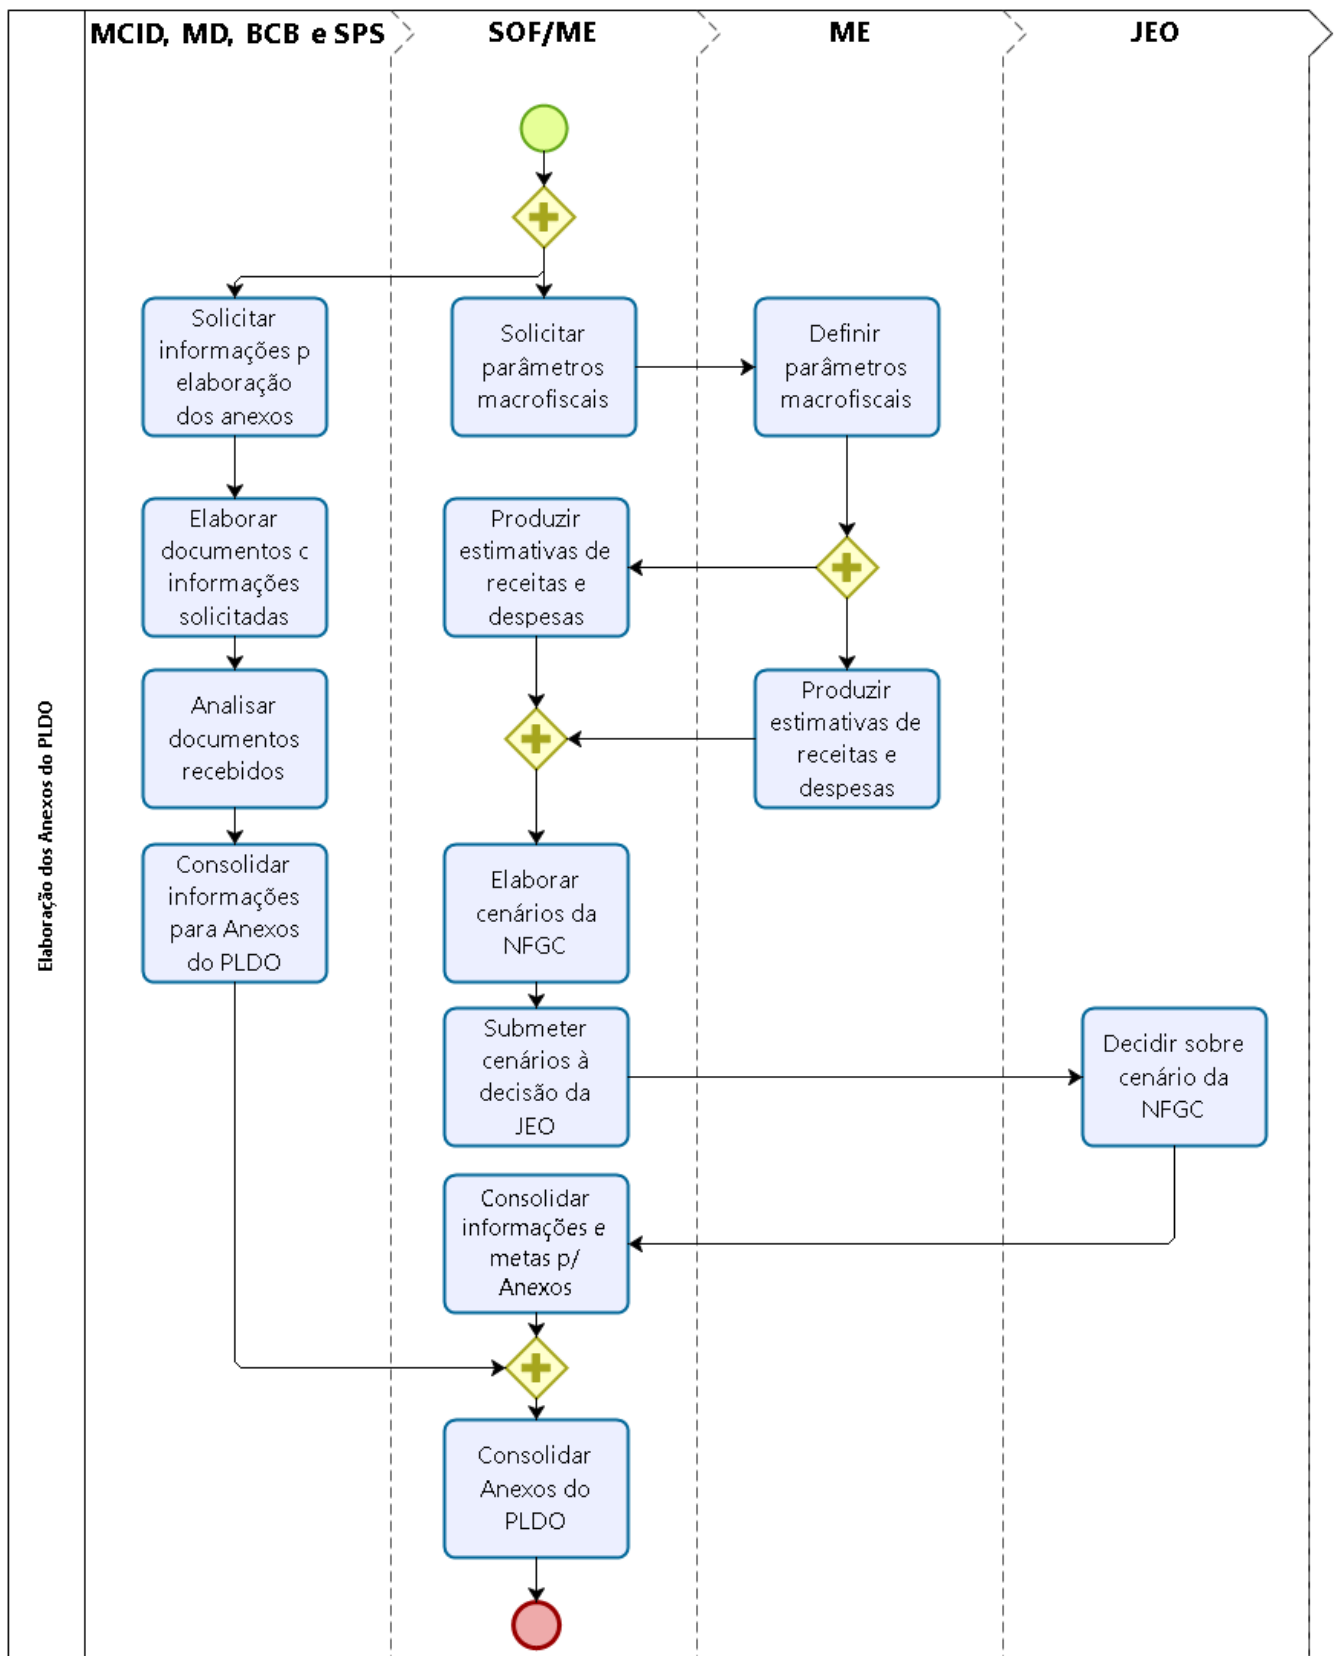 MCID, MD, BCB e SPS
SOF/ME
ME
JEO
Elaboração dos Anexos do PLDO
Solicitar
informações p
elaboração
dos anexos
Solicitar
parâmetros
macrofiscais
Definir
parâmetros
macrofiscais
Elaborar
documentos c
informações
solicitadas
Produzir
estimativas de
receitas e
despesas
Analisar
documentos
recebidos
Produzir
estimativas de
receitas e
despesas
Consolidar
informações
para Anexos
do PLDO
Elaborar
cenários da
NFGC
Submeter
cenários à
decisão da
JEO
Decidir sobre
cenário da
NFGC
Consolidar
informações e
metas p/
Anexos
Consolidar
Anexos do
PLDO